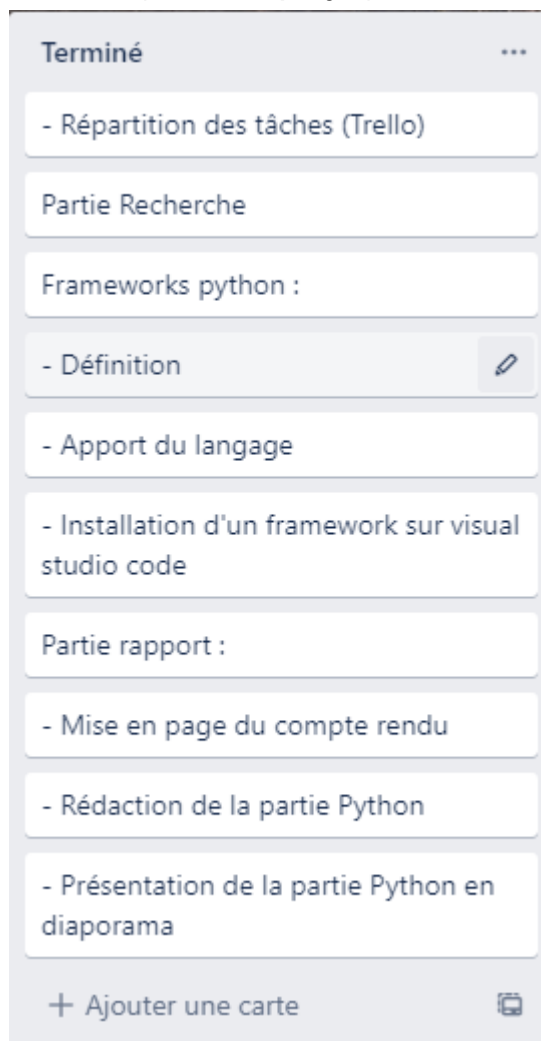 Terminé
- Répartition des tâches (Trello)
Partie Recherche
Frameworks python :
- Définition
- Apport du langage
- Installation d'un framework sur visual
studio code
Partie rapport :
- Mise en page du compte rendu
- Rédaction de la partie Python
- Présentation de la partie Python en
diaporama
+ Ajouter une carte